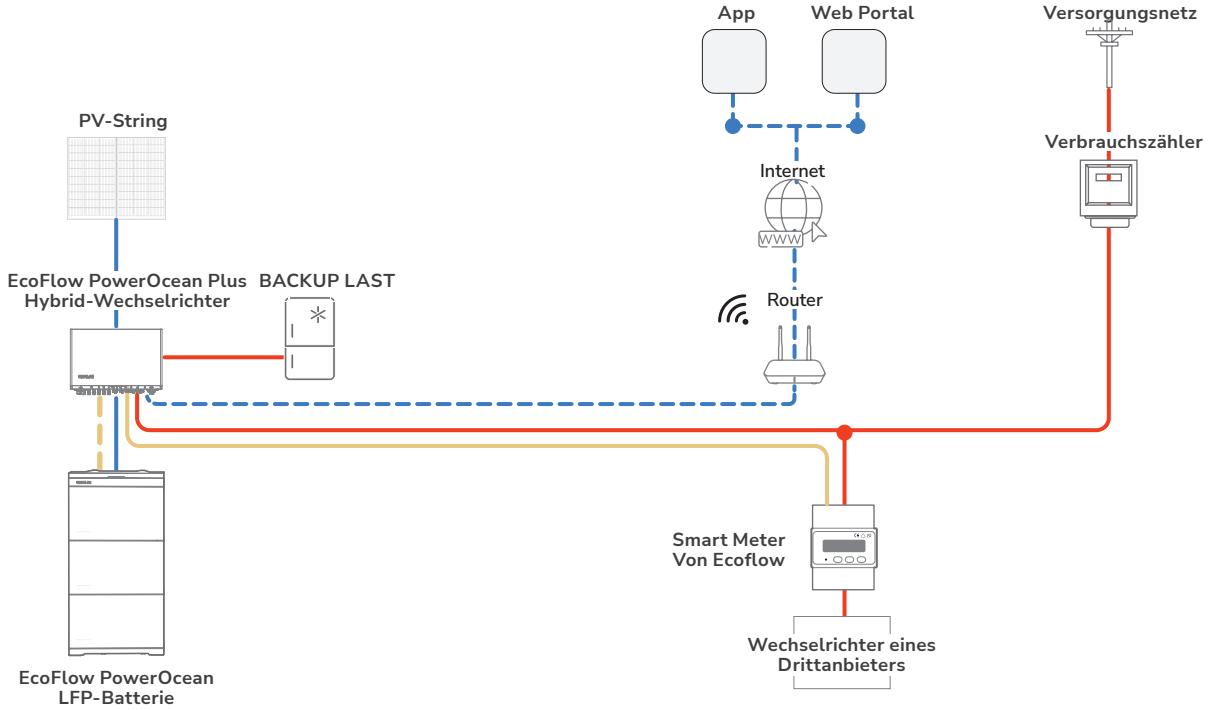 App
Web Portal
Versorgungsnetz
PV-String
Verbrauchszähler
Internet
WWW
EcoFlow PowerOcean Plus
Hybrid-Wechselrichter
BACKUP LAST
Router
Smart Meter
Von Ecoflow
Wechselrichter eines
Drittanbieters
EcoFlow PowerOcean
LFP-Batterie